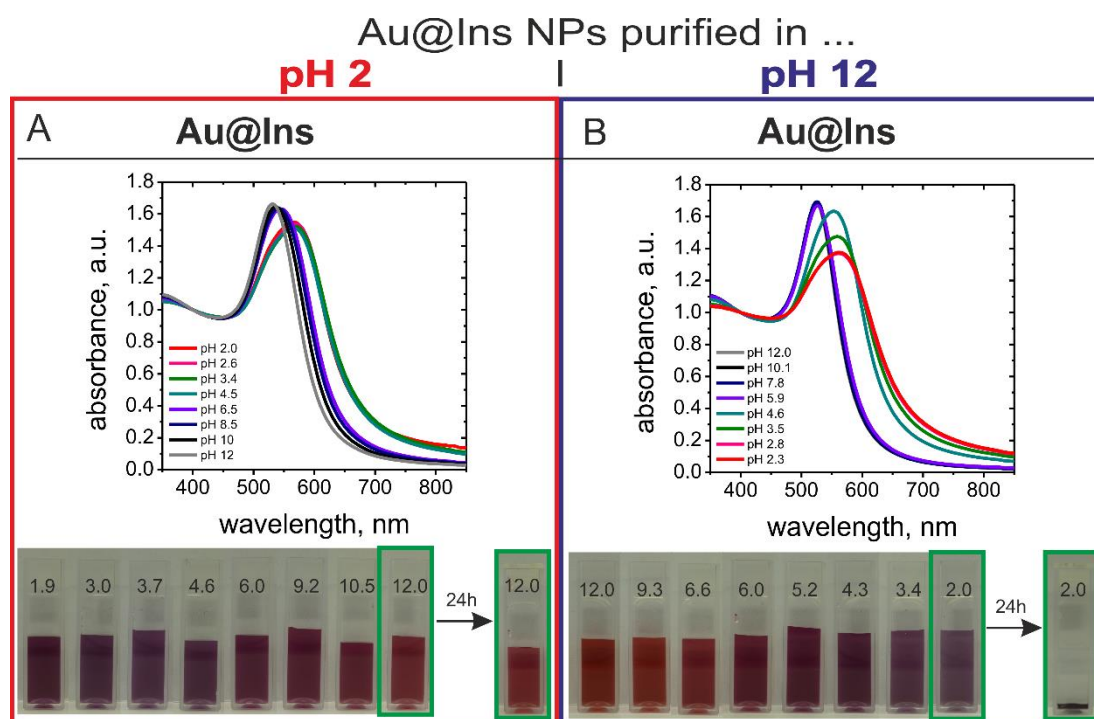 Au@Ins NPs purified in ...
pH 2 | pH 12
A Au@Ins
1.8
1.6
1.4
1.2
1.0
0.8
0.6
0.4
0.2
0.0
absorbance, a.u.
pH 2.0
pH 2.6
pH 3.4
pH 4.5
pH 6.5
pH 8.5
pH 10
pH 12
400 500 600 700 800
wavelength, nm
1.9 3.0 3.7 4.6 6.0 9.2 10.5 12.0 24h 12.0
B Au@Ins
1.8
1.6
1.4
1.2
1.0
0.8
0.6
0.4
0.2
0.0
absorbance, a.u.
pH 12.0
pH 10.1
pH 7.8
pH 5.9
pH 4.6
pH 3.5
pH 2.8
pH 2.3
400 500 600 700 800
wavelength, nm
12.0 9.3 6.6 6.0 5.2 4.3 3.4 2.0 24h 2.0